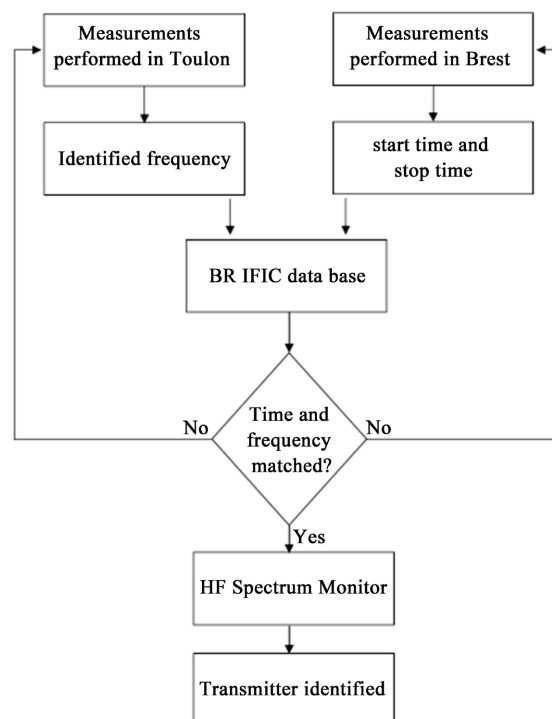 Measurements
performed in Toulon
Measurements
performed in Brest
Identified frequency
start time and
stop time
BR IFIC data base
Time and
frequency
matched?
No
No
Yes
HF Spectrum Monitor
Transmitter identified